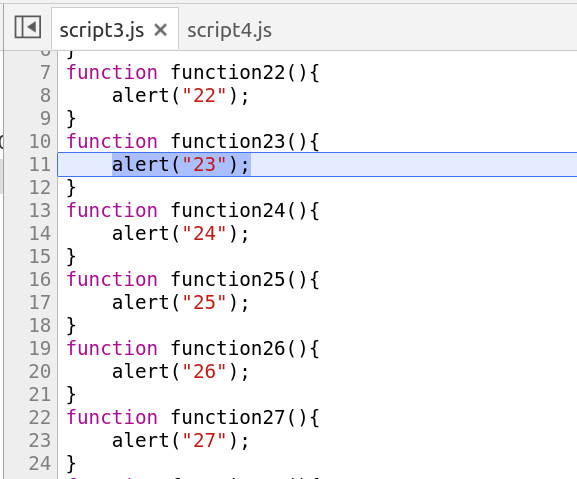 script3.js × script4.js
6 }
7 function function22(){
8     alert("22");
9 }
10 function function23(){
11     alert("23");
12 }
13 function function24(){
14     alert("24");
15 }
16 function function25(){
17     alert("25");
18 }
19 function function26(){
20     alert("26");
21 }
22 function function27(){
23     alert("27");
24 }